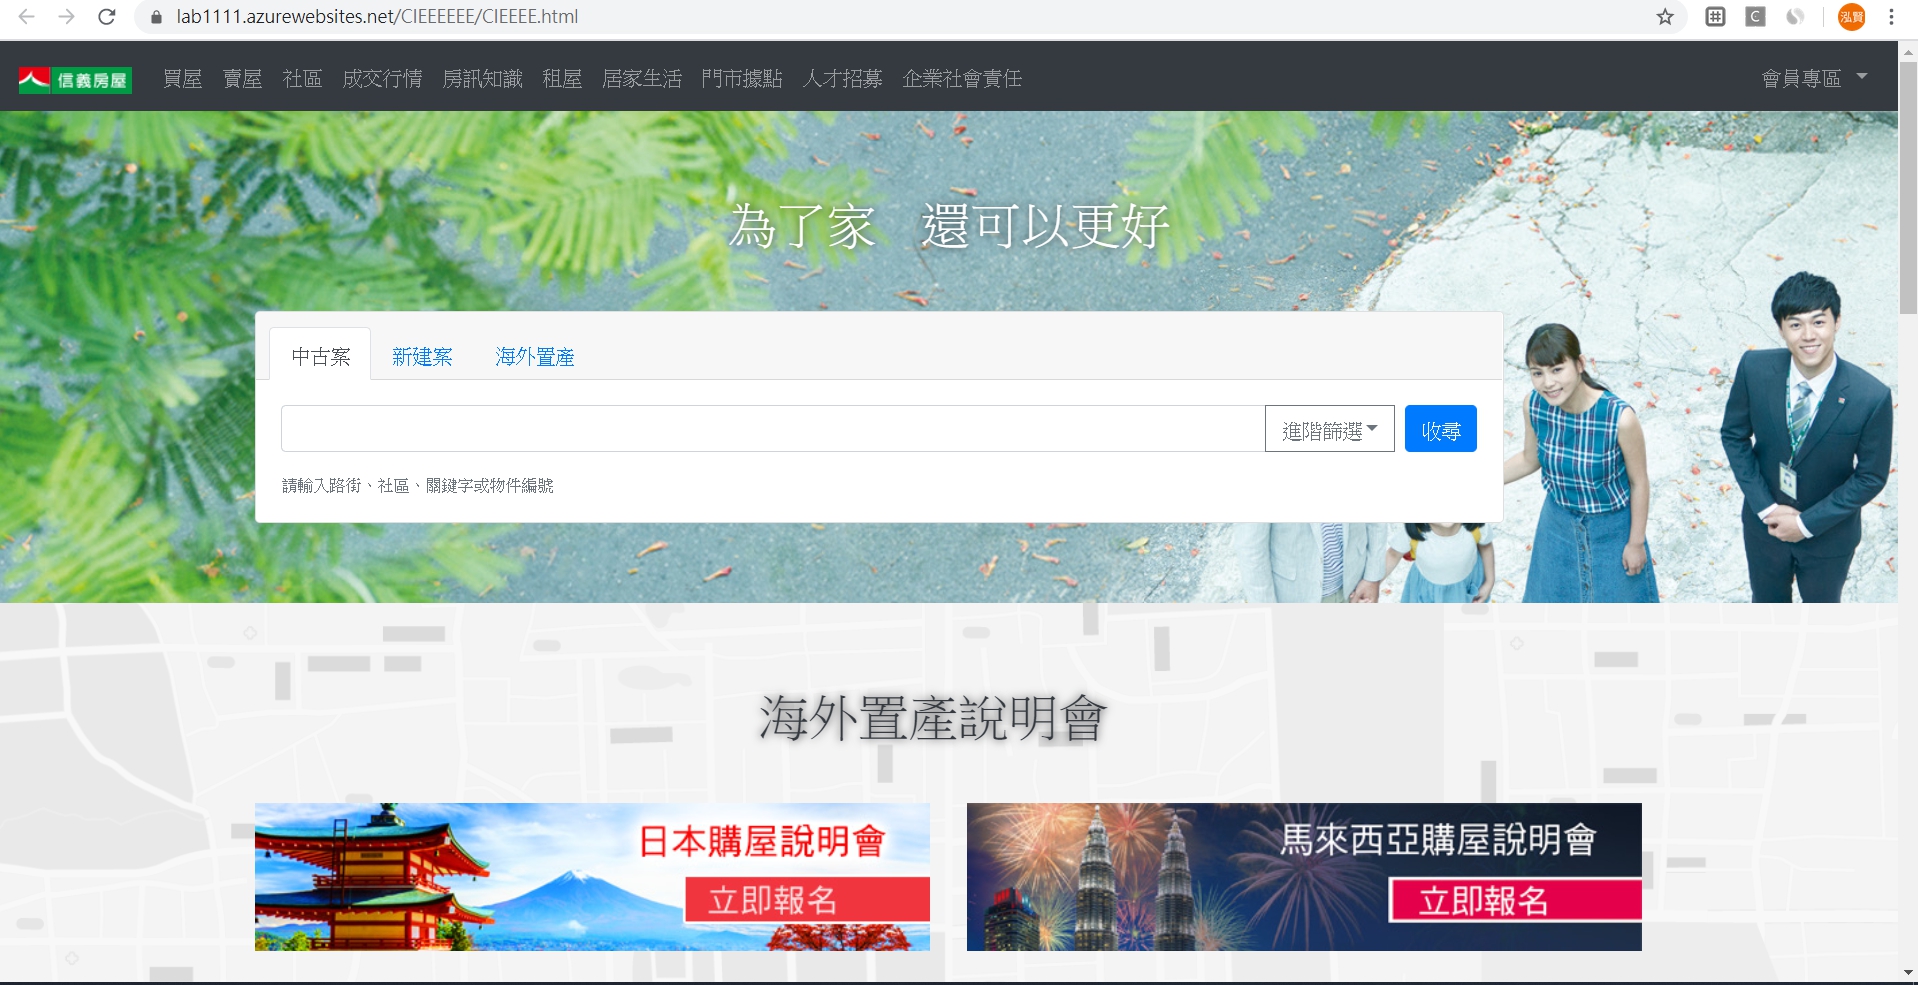 lab1111.azurewebsites.net/CIEEEEEE/CIEEEE.html
C
泓賢
信義房屋 買屋 賣屋 社區 成交行情 房訊知識 租屋 居家生活 門市據點 人才招募 企業社會責任 會員專區
為了家 還可以更好
中古案 新建案 海外置產
進階篩選 收尋
請輸入路街、社區、關鍵字或物件編號
海外置產說明會
日本購屋說明會
立即報名
馬來西亞購屋說明會
立即報名